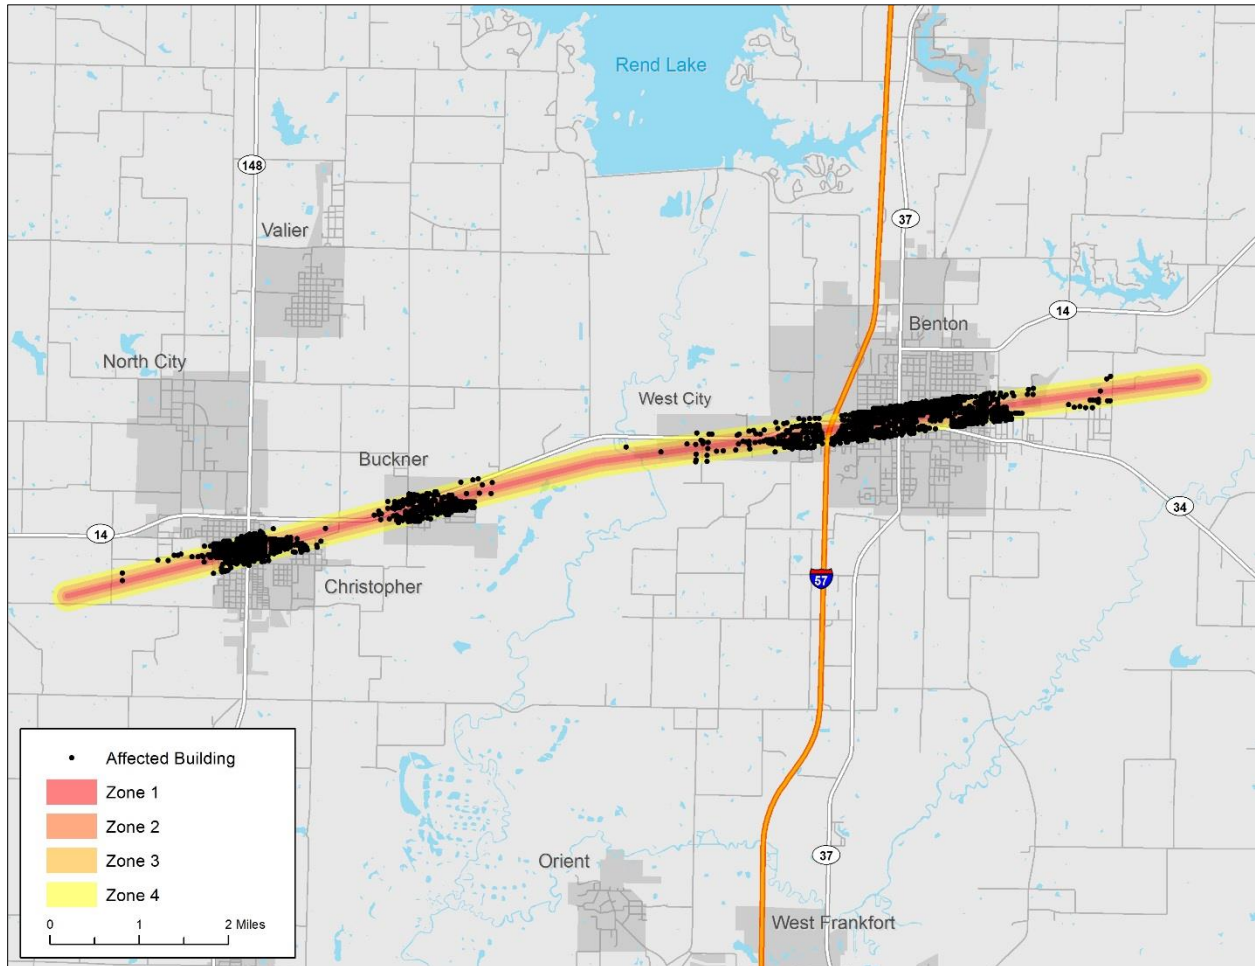 Rend Lake
148
37
Valier
14
Benton
North City
West City
Buckner
34
14
Christopher
57
Affected Building
Zone 1
Zone 2
Zone 3
Zone 4
0 1 2 Miles
37
Orient
West Frankfort